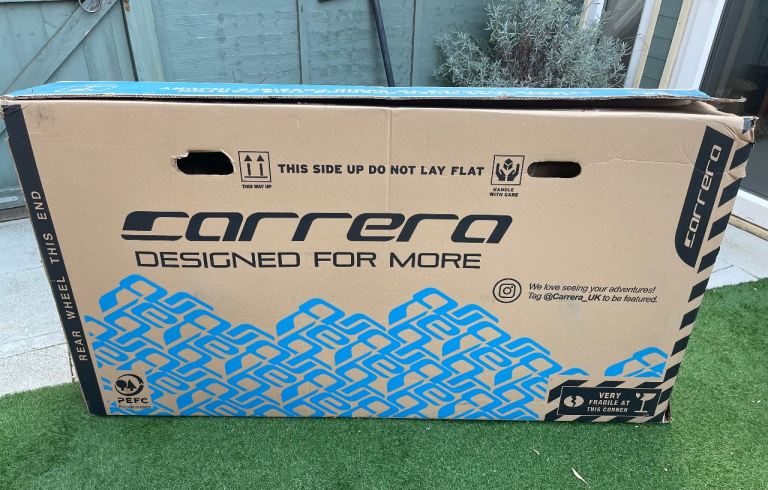 THIS WAY UP
THIS SIDE UP DO NOT LAY FLAT
HANDLE
WITH CARE
carrera
DESIGNED FOR MORE
We love seeing your adventures!
Tag @Carrera_UK to be featured.
REAR WHEEL THIS END
carrera
PEFC
VERY
FRAGILE AT
THIS CORNER